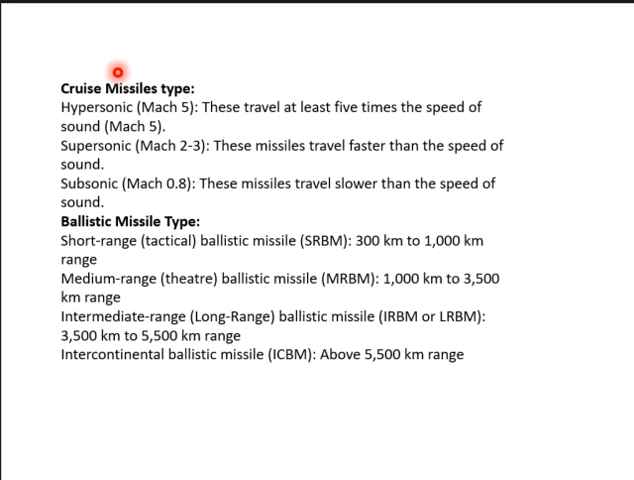 Cruise Missiles type:
Hypersonic (Mach 5): These travel at least five times the speed of
sound (Mach 5).
Supersonic (Mach 2-3): These missiles travel faster than the speed of
sound.
Subsonic (Mach 0.8): These missiles travel slower than the speed of
sound.
Ballistic Missile Type:
Short-range (tactical) ballistic missile (SRBM): 300 km to 1,000 km
range
Medium-range (theatre) ballistic missile (MRBM): 1,000 km to 3,500
km range
Intermediate-range (Long-Range) ballistic missile (IRBM or LRBM):
3,500 km to 5,500 km range
Intercontinental ballistic missile (ICBM): Above 5,500 km range